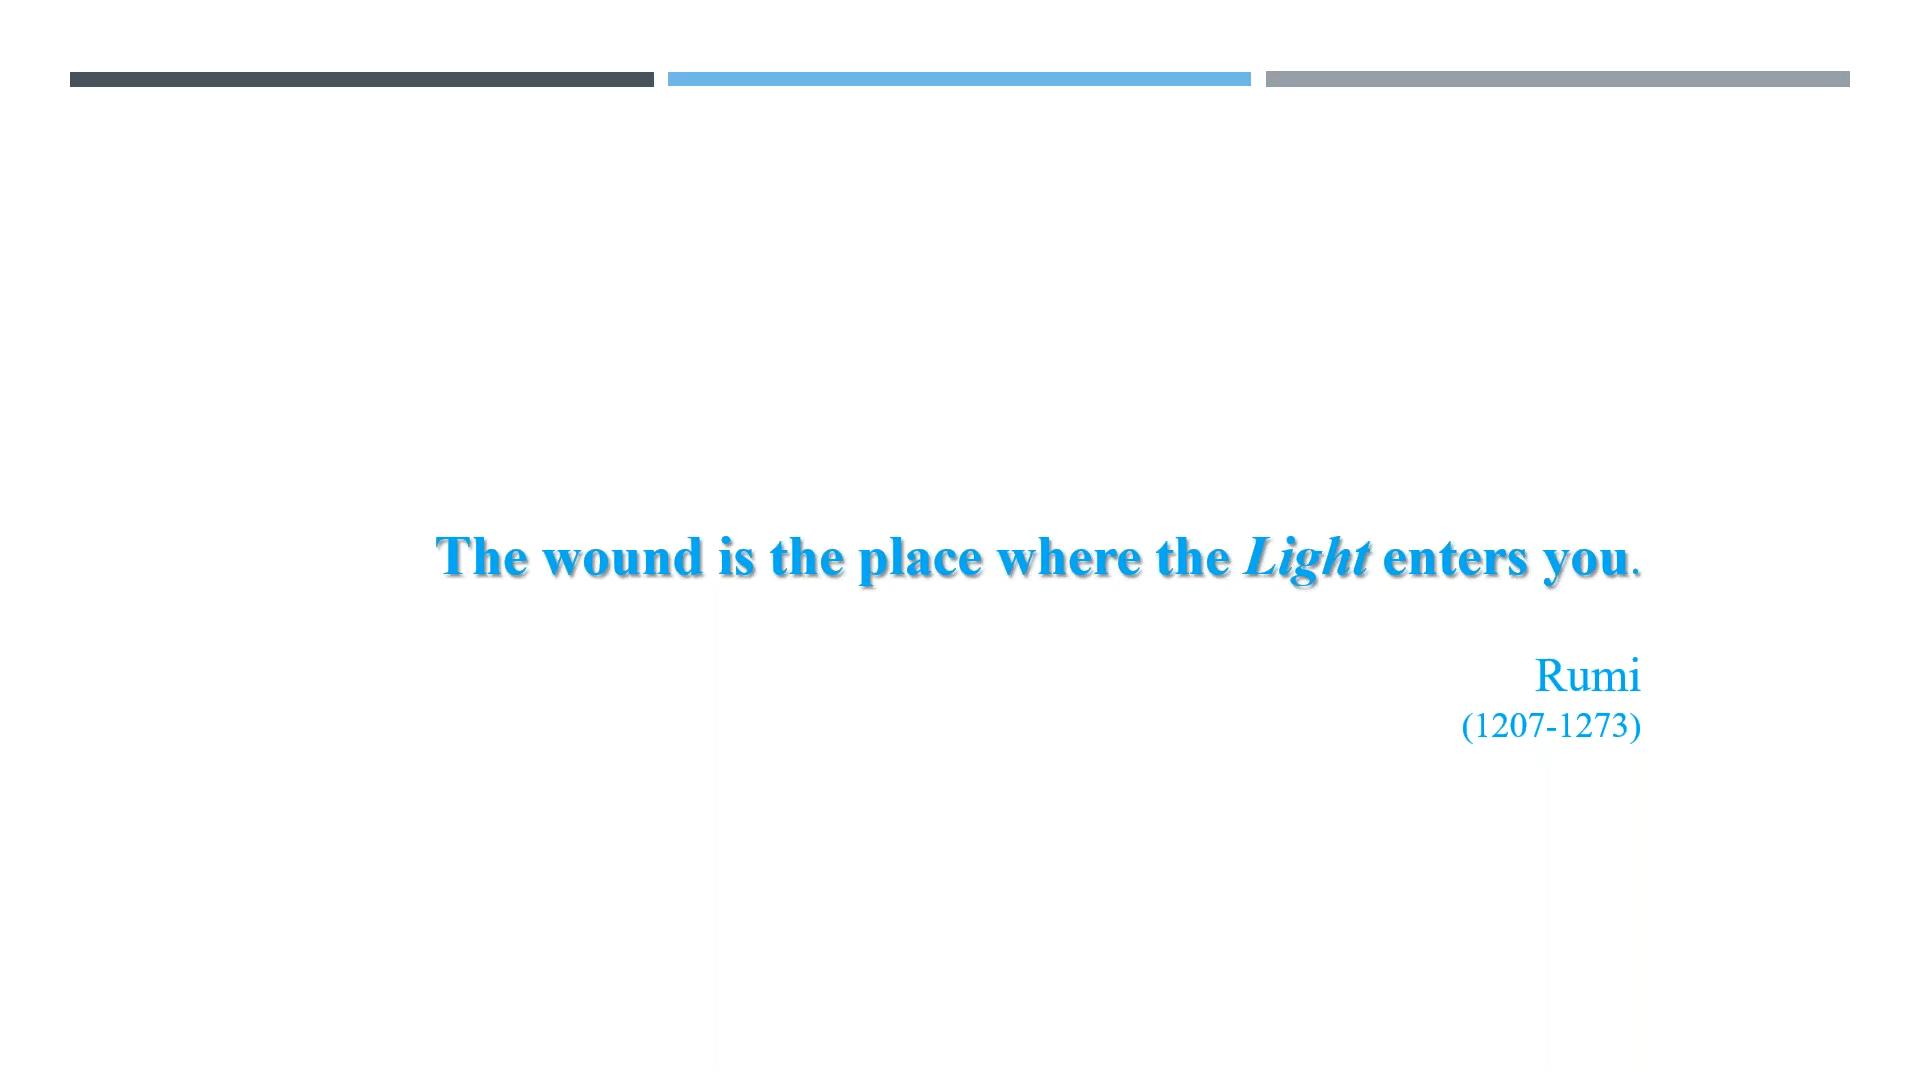 The wound is the place where the Light enters you.
Rumi
(1207-1273)